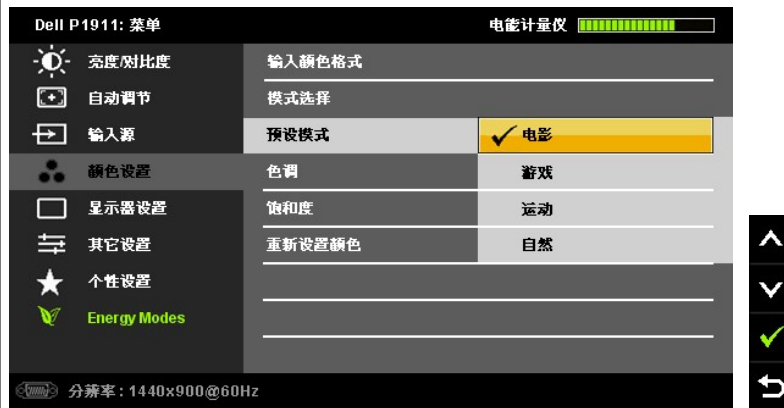 Dell P1911: 菜单
电能计量仪
亮度/对比度
输入颜色格式
自动调节
模式选择
输入源
预设模式
电影
颜色设置
色调
游戏
显示器设置
饱和度
运动
其它设置
重新设置颜色
自然
个性设置
Energy Modes
分辨率: 1440x900@60Hz